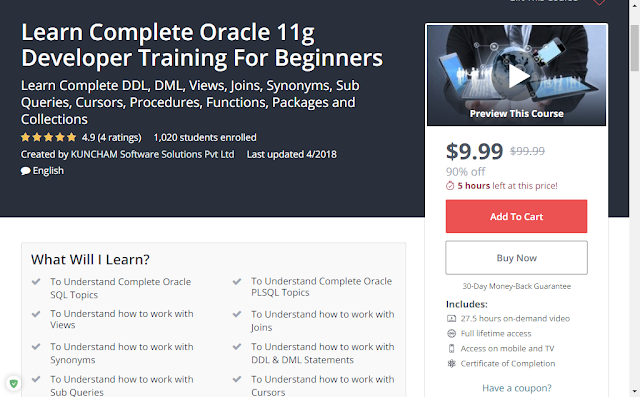 Learn Complete Oracle 11g
Developer Training For Beginners
Learn Complete DDL, DML, Views, Joins, Synonyms, Sub
Queries, Cursors, Procedures, Functions, Packages and
Collections
4.9 (4 ratings) 1,020 students enrolled
Created by KUNCHAM Software Solutions Pvt Ltd Last updated 4/2018
English
Preview This Course
$9.99 $99.99
90% off
5 hours left at this price!
Add To Cart
Buy Now
30-Day Money-Back Guarantee
Includes:
27.5 hours on-demand video
Full lifetime access
Access on mobile and TV
Certificate of Completion
Have a coupon?
What Will I Learn?
To Understand Complete Oracle
SQL Topics
To Understand how to work with
Views
To Understand how to work with
Synonyms
To Understand how to work with
Sub Queries
To Understand Complete Oracle
PLSQL Topics
To Understand how to work with
Joins
To Understand how to work with
DDL & DML Statements
To Understand how to work with
Cursors